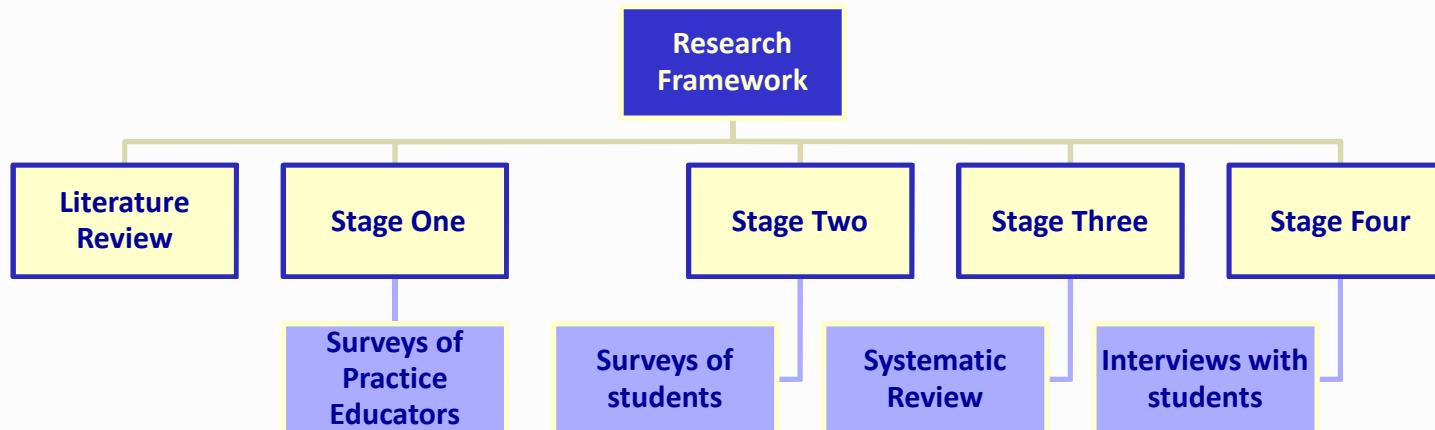 Research
Framework
Literature
Review
Stage One
Stage Two
Stage Three
Stage Four
Surveys of
Practice
Educators
Surveys of
students
Systematic
Review
Interviews with
students